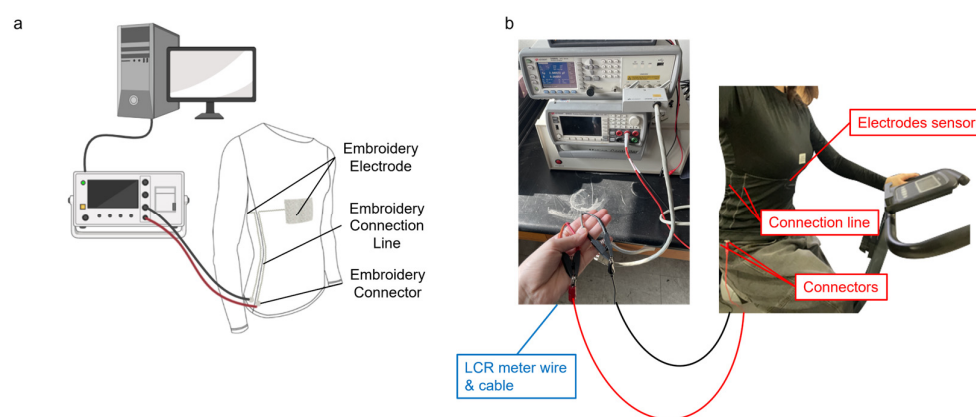 a
Embroidery
Electrode
Embroidery
Connection
Line
Embroidery
Connector
b
Electrodes sensor
Connection line
Connectors
LCR meter wire
& cable